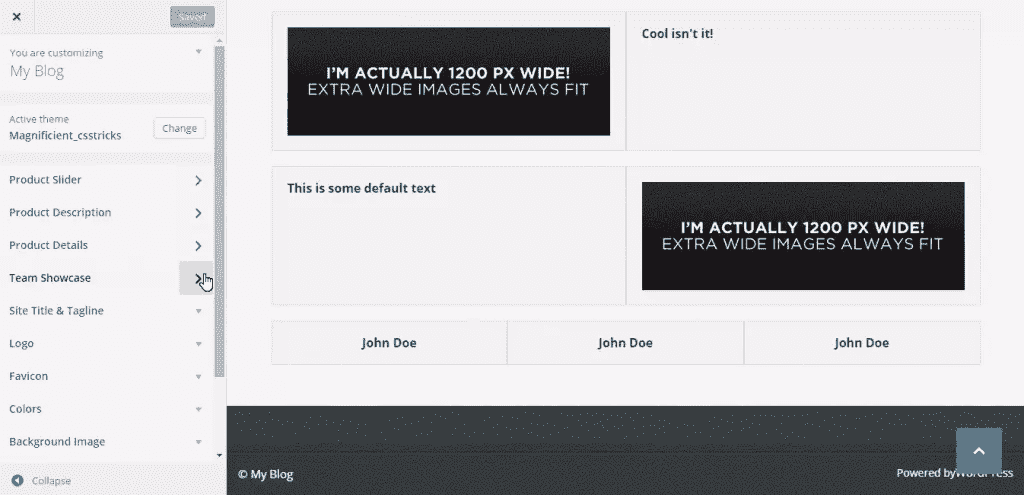 Saved
You are customizing
My Blog
Active theme
Magnificient_csstricks
Change
Product Slider
Product Description
Product Details
Team Showcase
Site Title & Tagline
Logo
Favicon
Colors
Background Image
Collapse
I'M ACTUALLY 1200 PX WIDE!
EXTRA WIDE IMAGES ALWAYS FIT
Cool isn't it!
This is some default text
I'M ACTUALLY 1200 PX WIDE!
EXTRA WIDE IMAGES ALWAYS FIT
John Doe
John Doe
John Doe
© My Blog
Powered byWordPress